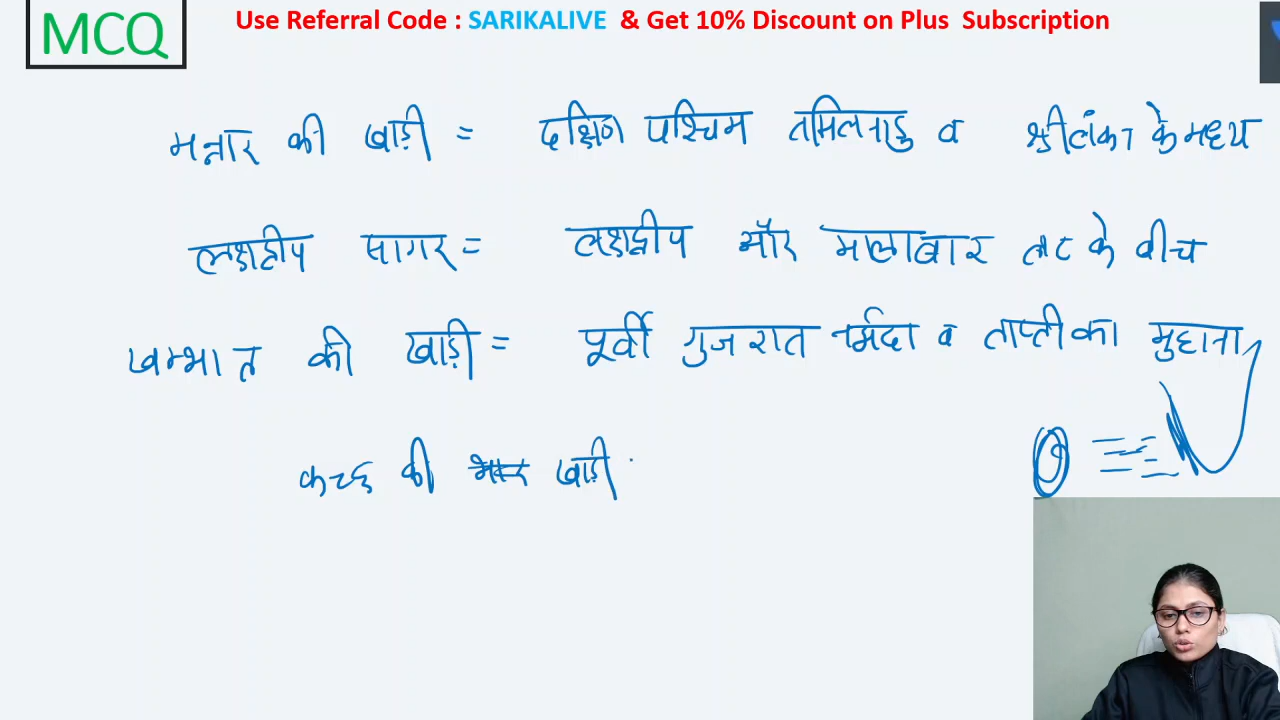 MCQ
Use Referral Code : SARIKALIVE & Get 10% Discount on Plus Subscription
मन्नार की खाड़ी = दक्षिण पश्चिम तमिलनाडु व श्रीलंका के मध्य
लक्षद्वीप सागर = लक्षद्वीप और मालाबार तट के बीच
खम्भात की खाड़ी = पूर्वी गुजरात नर्मदा व ताप्ती का मुहाना
कच्छ की खाड़ी